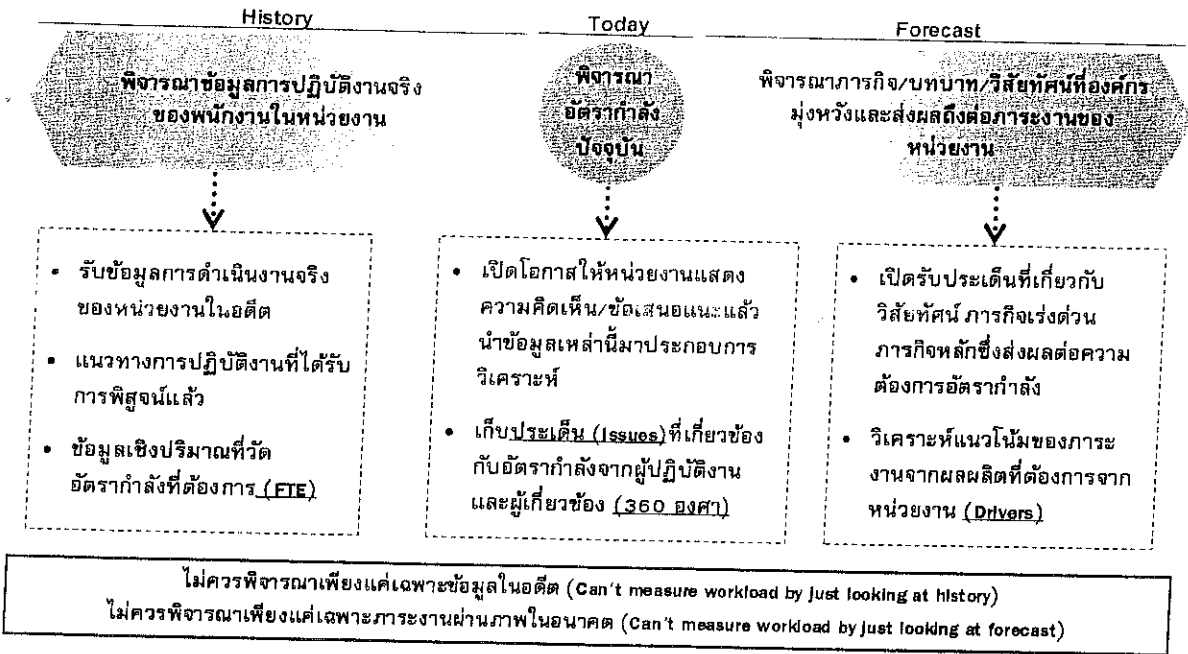 History
Today
Forecast
พิจารณาข้อมูลการปฏิบัติงานจริง
ของพนักงานในหน่วยงาน
พิจารณา
อัตรากำลัง
ปัจจุบัน
พิจารณาภารกิจ/บทบาท/วิสัยทัศน์ที่องค์กร
มุ่งหวังและส่งผลถึงต่อภาระงานของ
หน่วยงาน
• รับข้อมูลการดำเนินงานจริง
ของหน่วยงานในอดีต
• แนวทางการปฏิบัติงานที่ได้รับ
การพิสูจน์แล้ว
• ข้อมูลเชิงปริมาณที่วัด
อัตรากำลังที่ต้องการ (FTE)
• เปิดโอกาสให้หน่วยงานแสดง
ความคิดเห็น/ข้อเสนอแนะแล้ว
นำข้อมูลเหล่านี้มาประกอบการ
วิเคราะห์
• เก็บประเด็น (Issues)ที่เกี่ยวข้อง
กับอัตรากำลังจากผู้ปฏิบัติงาน
และผู้เกี่ยวข้อง (360 องศา)
• เปิดรับประเด็นที่เกี่ยวกับ
วิสัยทัศน์ ภารกิจเร่งด่วน
ภารกิจหลักซึ่งส่งผลต่อความ
ต้องการอัตรากำลัง
• วิเคราะห์แนวโน้มของภาระ
งานจากผลผลิตที่ต้องการจาก
หน่วยงาน (Drivers)
ไม่ควรพิจารณาเพียงแค่เฉพาะข้อมูลในอดีต (Can't measure workload by just looking at history)
ไม่ควรพิจารณาเพียงแค่เฉพาะภาระงานผ่านภาพในอนาคต (Can't measure workload by just looking at forecast)